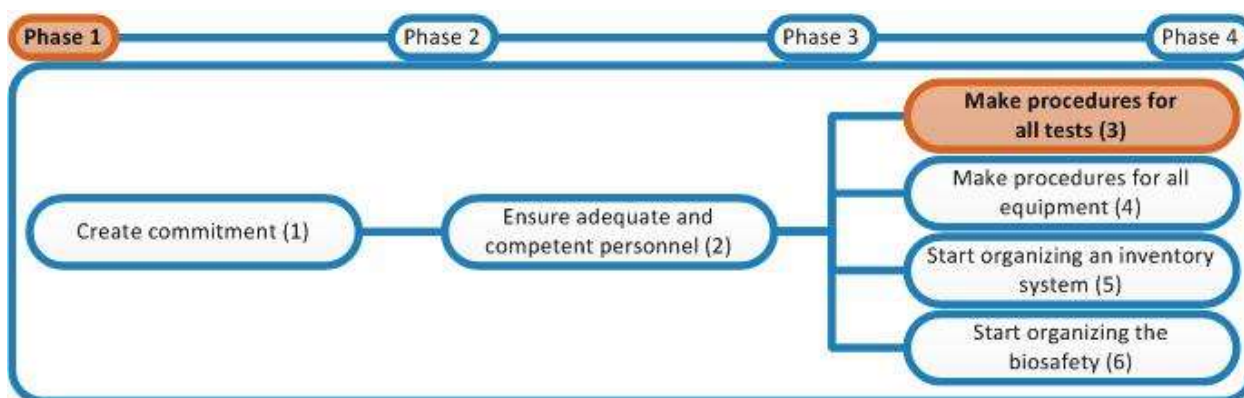 Phase 1
Phase 2
Phase 3
Phase 4
Create commitment (1)
Ensure adequate and
competent personnel (2)
Make procedures for
all tests (3)
Make procedures for all
equipment (4)
Start organizing an inventory
system (5)
Start organizing the
biosafety (6)